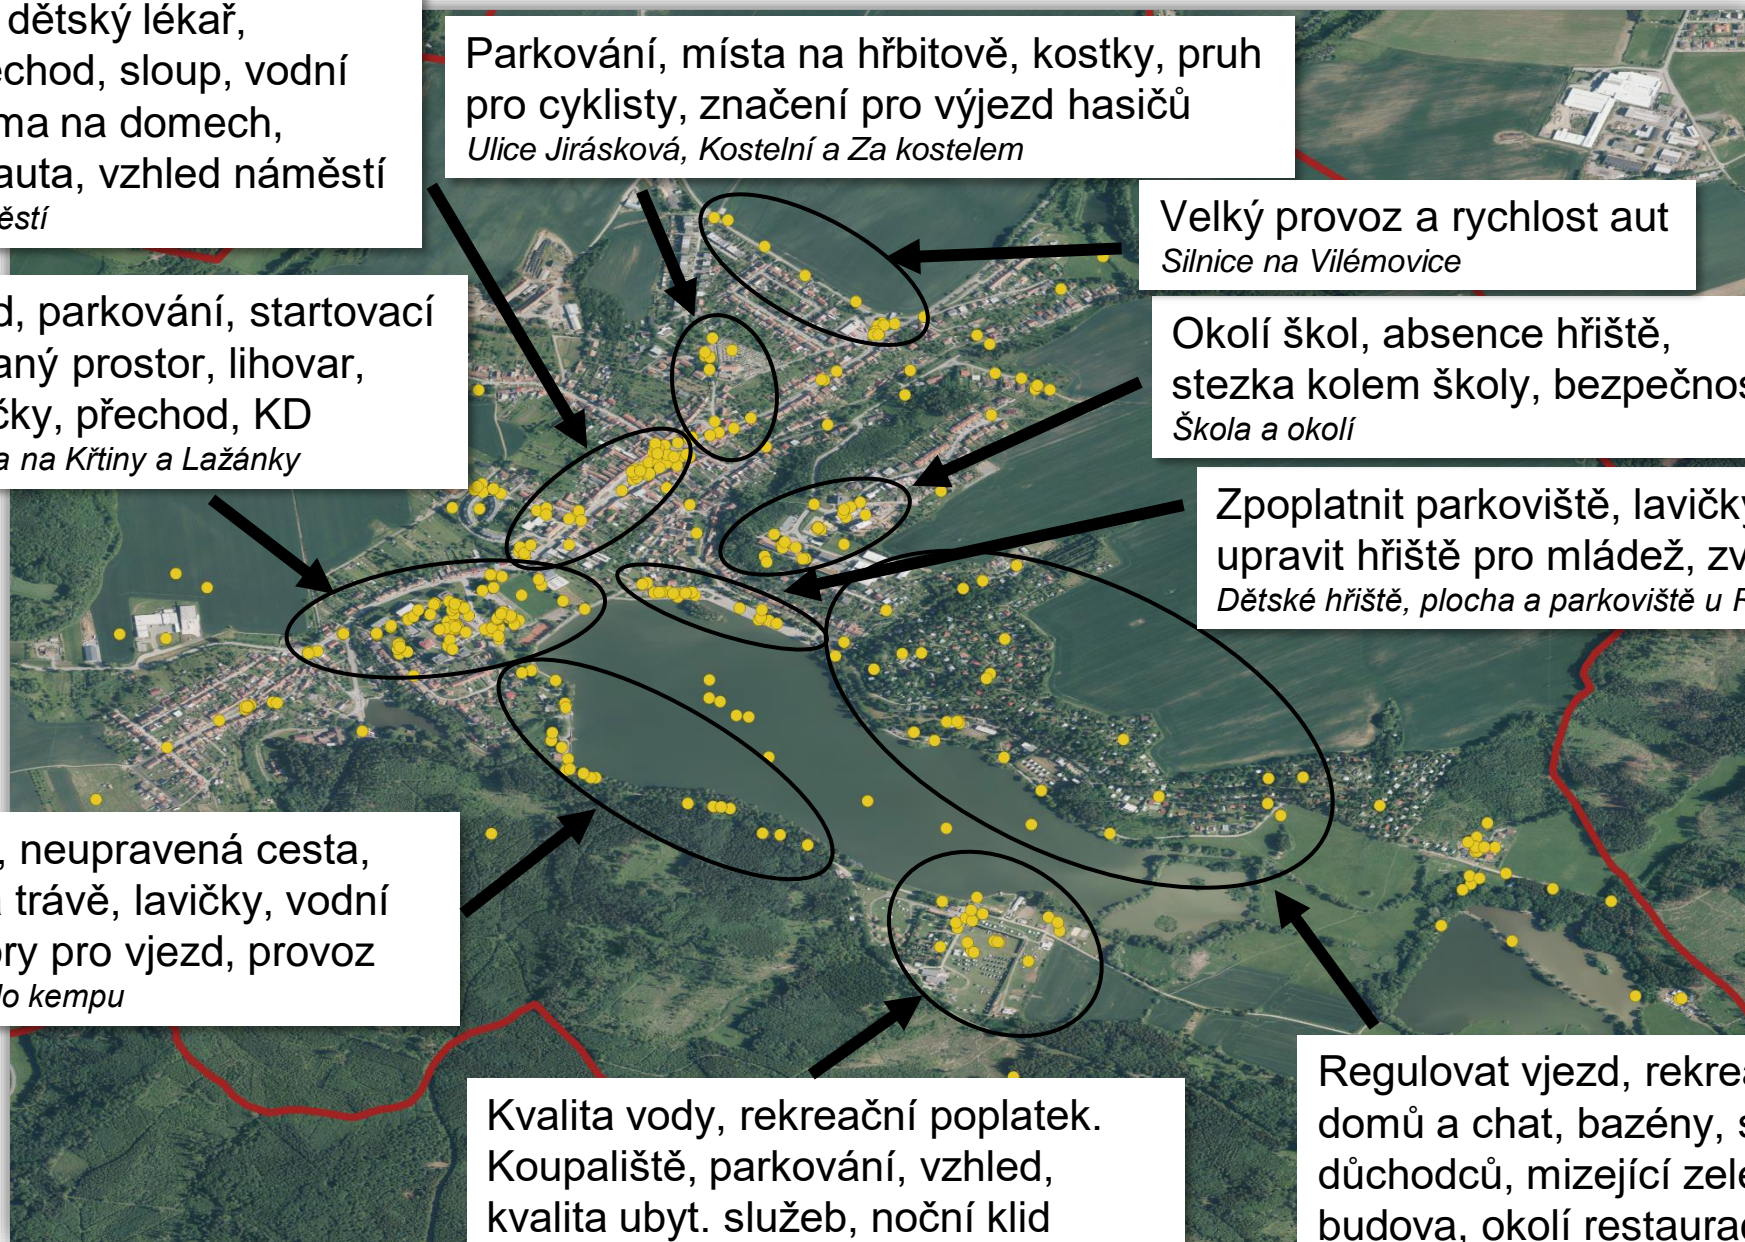 dětský lékař,
echod, sloup, vodní
ma na domech,
auta, vzhled náměstí
ěstí
Parkování, místa na hřbitově, kostky, pruh
pro cyklisty, značení pro výjezd hasičů
Ulice Jirásková, Kostelní a Za kostelem
Velký provoz a rychlost aut
Silnice na Vilémovice
d, parkování, startovací
aný prostor, lihovar,
čky, přechod, KD
a na Křtiny a Lažánky
Okolí škol, absence hřiště,
stezka kolem školy, bezpečnos
Škola a okolí
Zpoplatnit parkoviště, lavičky
upravit hřiště pro mládež, zv
Dětské hřiště, plocha a parkoviště u R
, neupravená cesta,
a trávě, lavičky, vodní
ory pro vjezd, provoz
do kempu
Kvalita vody, rekreační poplatek.
Koupaliště, parkování, vzhled,
kvalita ubyt. služeb, noční klid
Regulovat vjezd, rekrea
domů a chat, bazény, s
důchodců, mizející zele
budova, okolí restaurac